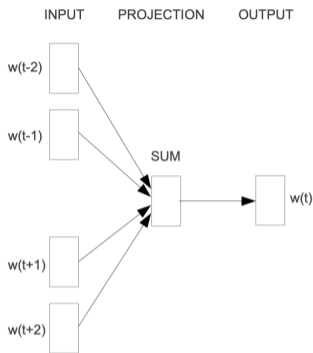 INPUT PROJECTION OUTPUT
w(t-2)
w(t-1)
SUM
w(t)
w(t+1)
w(t+2)